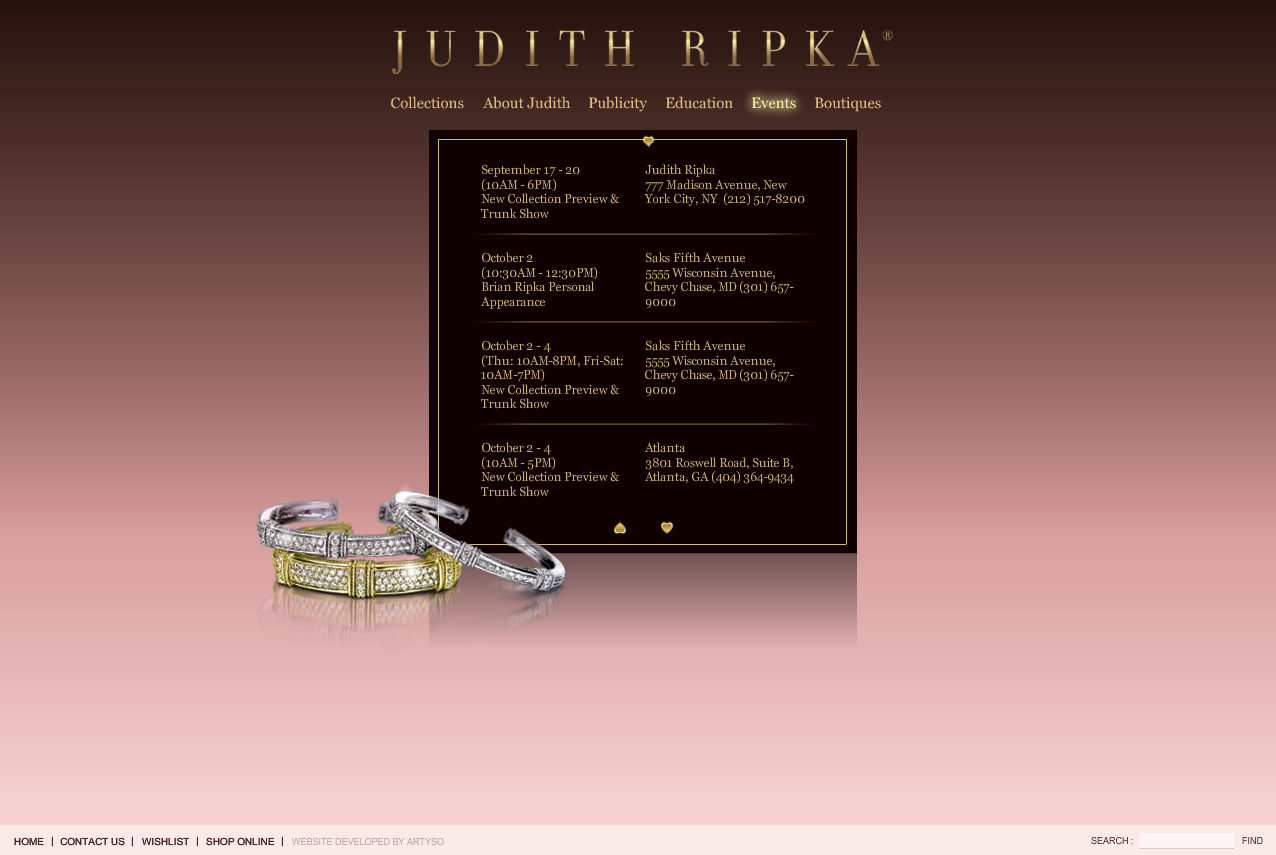 JUDITH RIPKA®
Collections About Judith Publicity Education Events Boutiques
September 17 - 20
(10AM - 6PM)
New Collection Preview &
Trunk Show
Judith Ripka
777 Madison Avenue, New
York City, NY (212) 517-8200
October 2
(10:30AM - 12:30PM)
Brian Ripka Personal
Appearance
Saks Fifth Avenue
5555 Wisconsin Avenue,
Chevy Chase, MD (301) 657-
9000
October 2 - 4
(Thu: 10AM-8PM, Fri-Sat:
10AM-7PM)
New Collection Preview &
Trunk Show
Saks Fifth Avenue
5555 Wisconsin Avenue,
Chevy Chase, MD (301) 657-
9000
October 2 - 4
(10AM - 5PM)
New Collection Preview &
Trunk Show
Atlanta
3801 Roswell Road, Suite B,
Atlanta, GA (404) 364-9434
HOME | CONTACT US | WISHLIST | SHOP ONLINE | WEBSITE DEVELOPED BY ARTYSO
SEARCH : FIND